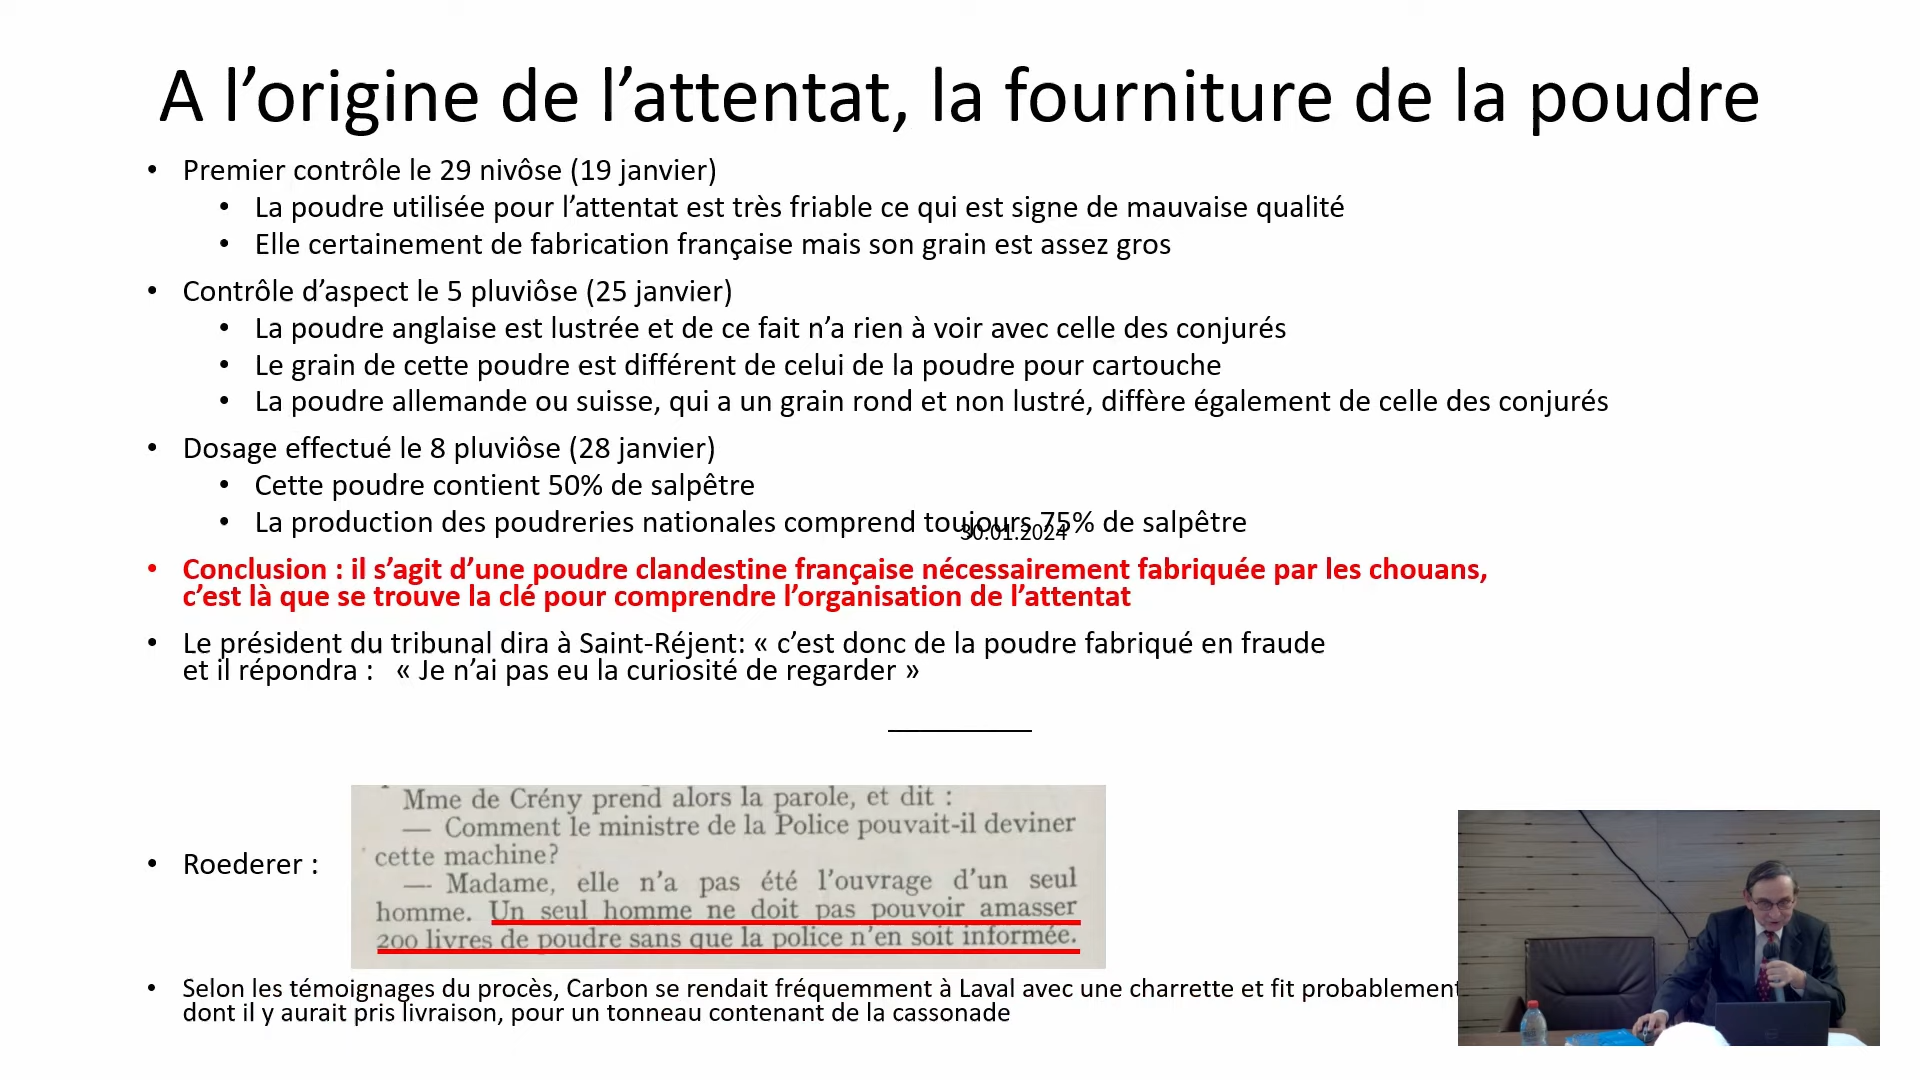 A l’origine de l’attentat, la fourniture de la poudre
• Premier contrôle le 29 nivôse (19 janvier)
• La poudre utilisée pour l’attentat est très friable ce qui est signe de mauvaise qualité
• Elle certainement de fabrication française mais son grain est assez gros
• Contrôle d’aspect le 5 pluviôse (25 janvier)
• La poudre anglaise est lustrée et de ce fait n’a rien à voir avec celle des conjurés
• Le grain de cette poudre est différent de celui de la poudre pour cartouche
• La poudre allemande ou suisse, qui a un grain rond et non lustré, diffère également de celle des conjurés
• Dosage effectué le 8 pluviôse (28 janvier)
• Cette poudre contient 50% de salpêtre
• La production des poudreries nationales comprend toujours 75% de salpêtre
30.01.2024
• Conclusion : il s’agit d’une poudre clandestine française nécessairement fabriquée par les chouans,
c’est là que se trouve la clé pour comprendre l’organisation de l’attentat
• Le président du tribunal dira à Saint-Réjent: « c’est donc de la poudre fabriqué en fraude
et il répondra : « Je n’ai pas eu la curiosité de regarder »
Mme de Crény prend alors la parole, et dit :
— Comment le ministre de la Police pouvait-il deviner
cette machine?
• Roederer :
— Madame, elle n’a pas été l’ouvrage d’un seul
homme. Un seul homme ne doit pas pouvoir amasser
200 livres de poudre sans que la police n’en soit informée.
• Selon les témoignages du procès, Carbon se rendait fréquemment à Laval avec une charrette et fit probablement
dont il y aurait pris livraison, pour un tonneau contenant de la cassonade